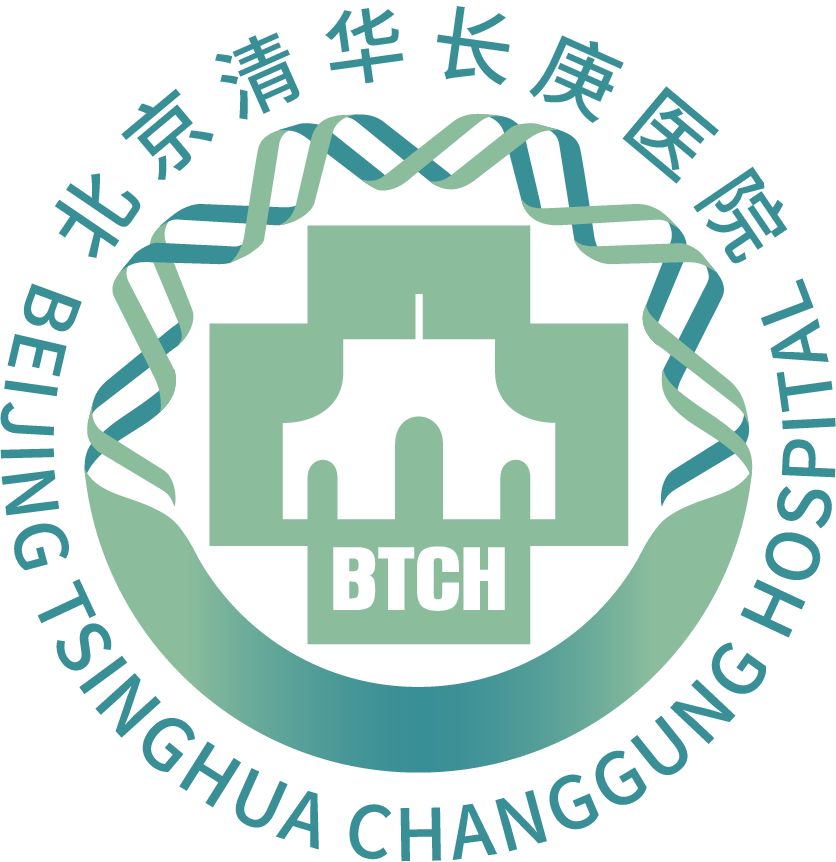 北京清华长庚医院
BEIJING TSINGHUA CHANGGUNG HOSPITAL
BTCH